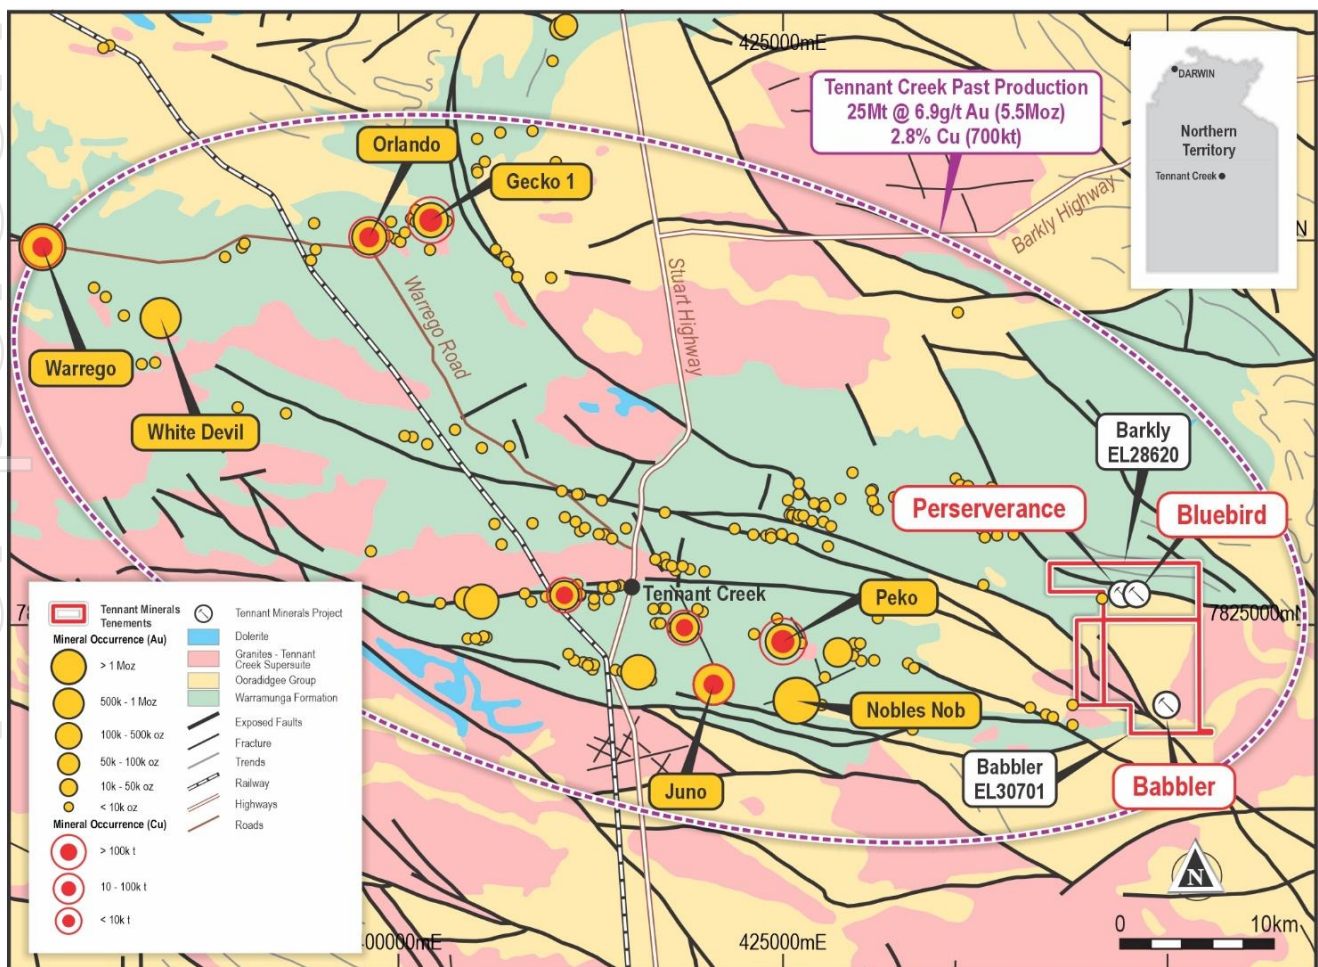 425000mE
Tennant Creek Past Production
25Mt @ 6.9g/t Au (5.5Moz)
2.8% Cu (700kt)
DARWIN
Northern
Territory
Tennant Creek
Orlando
Gecko 1
Barkly Highway
N
Stuart Highway
Warrego Road
Warrego
White Devil
Barkly
EL28620
Perserverance
Bluebird
Tennant Creek
Peko
7825000mN
Nobles Nob
Juno
Babbler
EL30701
Babbler
Tennant Minerals
Tenements
Mineral Occurrence (Au)
> 1 Moz
500k - 1 Moz
100k - 500k oz
50k - 100k oz
10k - 50k oz
< 10k oz
Mineral Occurrence (Cu)
> 100k t
10 - 100k t
< 10k t
Tennant Minerals Project
Dolerite
Granites - Tennant
Creek Supersuite
Ooradidgee Group
Warramunga Formation
Exposed Faults
Fracture
Trends
Railway
Highways
Roads
00000mE
425000mE
N
0 10km